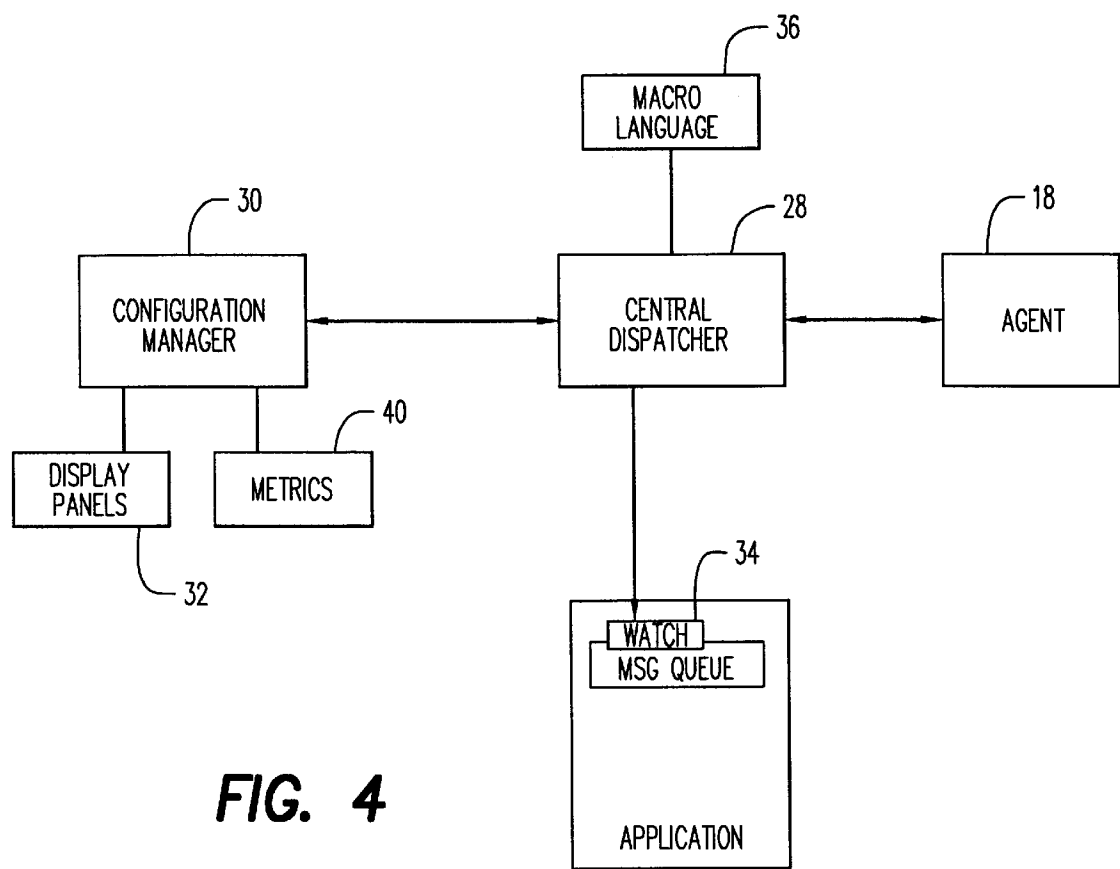 36
MACRO
LANGUAGE
30
28
18
CONFIGURATION
MANAGER
CENTRAL
DISPATCHER
AGENT
40
DISPLAY
PANELS
METRICS
32
34
WATCH
MSG QUEUE
FIG. 4
APPLICATION